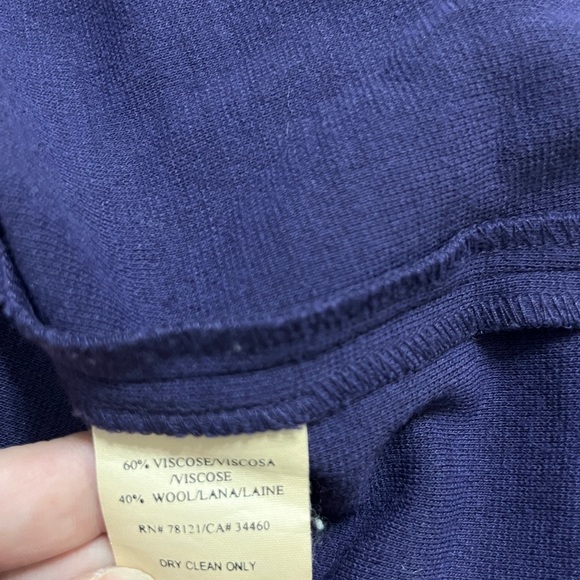 60% VISCOSE/VISCOSA
/VISCOSE
40% WOOL/LANA/LAINE
RN# 78121/CA# 34460
DRY CLEAN ONLY